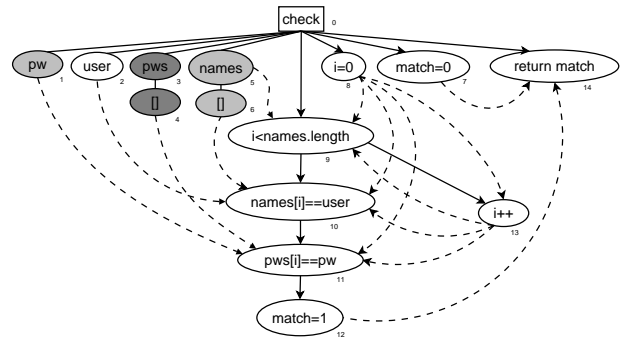 check 0
pw 1
user 2
pws 3
names 5
i=0 8
match=0 7
return match 14
[] 4
[] 6
i<names.length 9
names[i]==user 10
i++ 13
pws[i]==pw 11
match=1 12